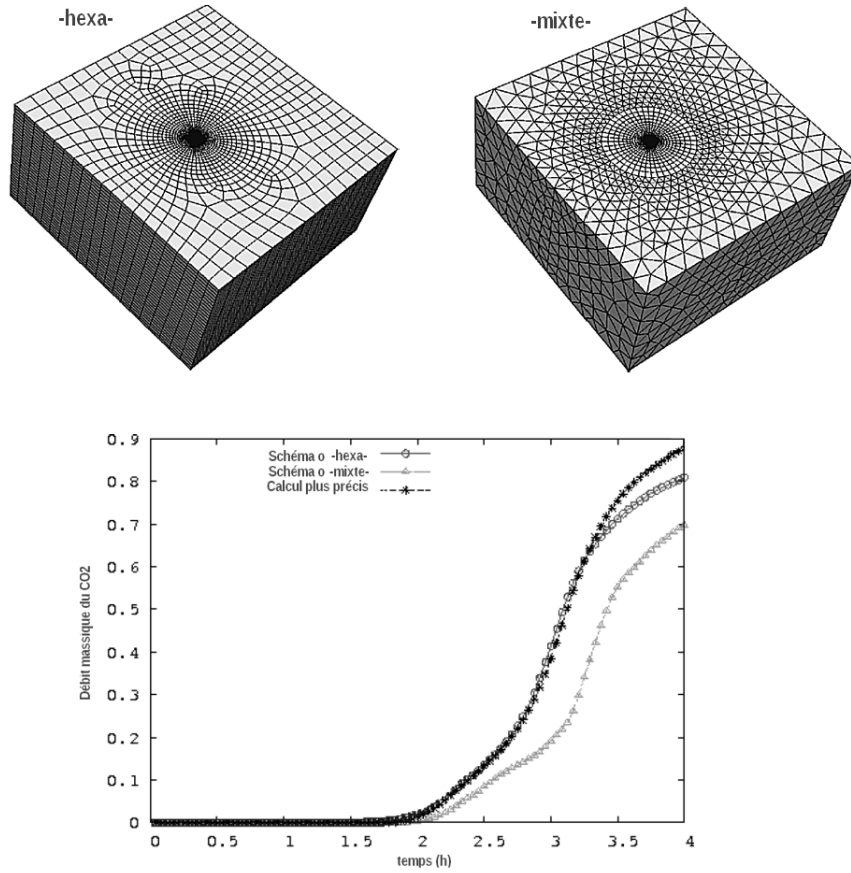 -hexa-
-mixte-
Schéma o -hexa-
Schéma o -mixte-
Calcul plus précis
0.9
0.8
0.7
0.6
0.5
0.4
0.3
0.2
0.1
0
Débit massique du CO2
0
0.5
1
1.5
2
2.5
3
3.5
4
temps (h)